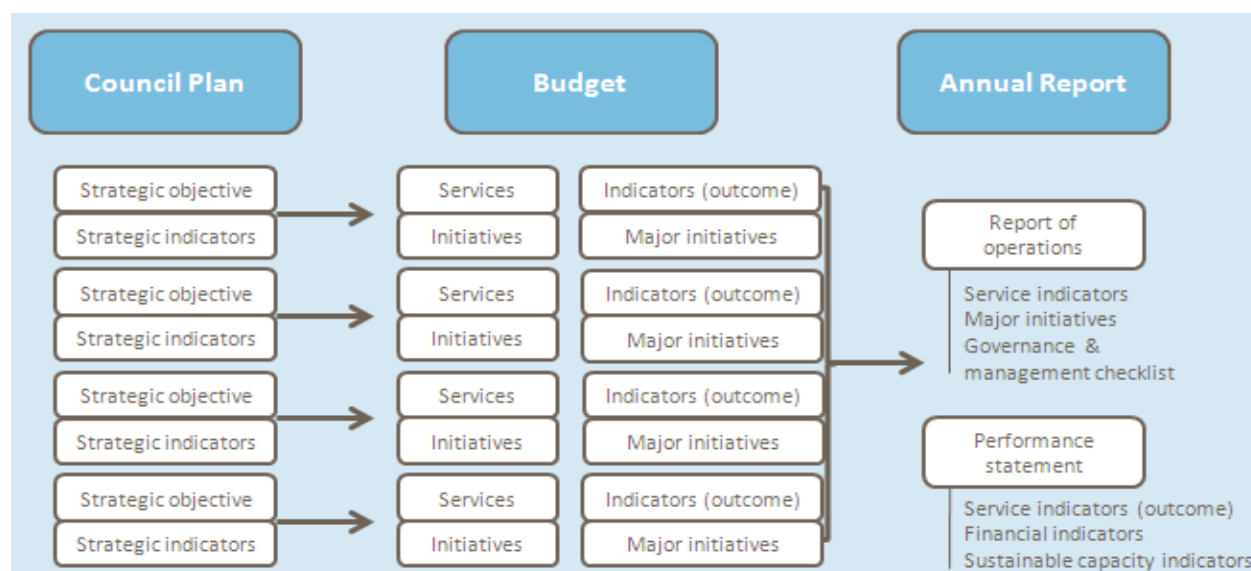 Council Plan
Budget
Annual Report
Strategic objective
Strategic indicators
Services
Initiatives
Indicators (outcome)
Major initiatives
Strategic objective
Strategic indicators
Services
Initiatives
Indicators (outcome)
Major initiatives
Strategic objective
Strategic indicators
Services
Initiatives
Indicators (outcome)
Major initiatives
Strategic objective
Strategic indicators
Services
Initiatives
Indicators (outcome)
Major initiatives
Report of
operations
Service indicators
Major initiatives
Governance &
management checklist
Performance
statement
Service indicators (outcome)
Financial indicators
Sustainable capacity indicators